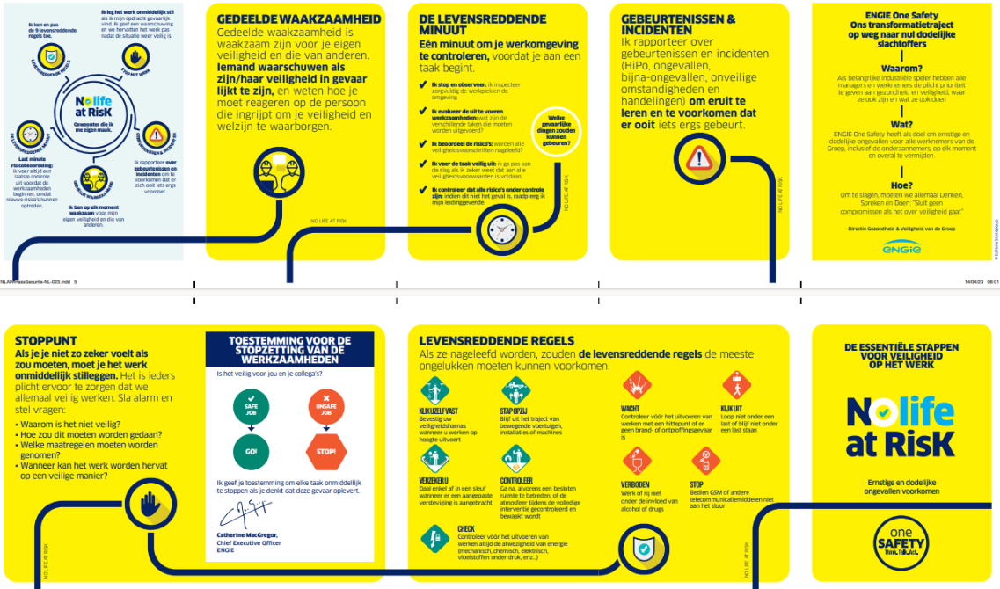 Ik leg het werk onmiddellijk stil
als ik mijn opdracht gevaarlijk
vind. Ik geef een waarschuwing
en we hervatten het werk pas
nadat de situatie weer veilig is.
Ik ken en pas
de 9 levensreddende
regels toe.
LEVENSREDDENDE REGELS
STOP HET WERK
No life
at RisK
Gewoontes die ik
me eigen maak.
DE LEVENSREDDENDE MINUUT
GEBEURTENISSEN & INCIDENTEN
Last minute
risicobeoordeling:
ik voer altijd een
laatste controle
uit voordat de
werkzaamheden
beginnen, omdat
nieuwe risico's kunnen
optreden.
Ik rapporteer over
gebeurtenissen en
incidenten om te
voorkomen dat er
zich ooit iets ergs
voordoet.
GEDEELDE WAAKZAAMHEID
Ik ben op elk moment
waakzaam voor mijn
eigen veiligheid en die van
anderen.
GEDEELDE WAAKZAAMHEID
Gedeelde waakzaamheid is
waakzaam zijn voor je eigen
veiligheid en die van anderen.
Iemand waarschuwen als
zijn/haar veiligheid in gevaar
lijkt te zijn, en weten hoe je
moet reageren op de persoon
die ingrijpt om je veiligheid en
welzijn te waarborgen.
NO LIFE AT RISK
DE LEVENSREDDENDE
MINUUT
Eén minuut om je werkomgeving
te controleren, voordat je aan een
taak begint.
Ik stop en observeer: ik inspecteer
zorgvuldig de werkplek en de
omgeving
Ik evalueer de uit te voeren
werkzaamheden: wat zijn de
verschillende taken die moeten
worden uitgevoerd?
Ik beoordeel de risico's: worden alle
veiligheidsvoorschriften nageleefd?
Ik voer de taak veilig uit: ik ga pas aan
de slag als ik zeker weet dat aan alle
veiligheidsvoorwaarden is voldaan.
Ik controleer dat alle risico's onder controle
zijn: indien dit niet het geval is, raadpleeg ik
mijn leidinggevende.
Welke
gevaarlijke
dingen zouden
kunnen
gebeuren?
NO LIFE AT RISK
GEBEURTENISSEN &
INCIDENTEN
Ik rapporteer over
gebeurtenissen en incidenten
(HiPo, ongevallen,
bijna-ongevallen, onveilige
omstandigheden en
handelingen) om eruit te
leren en te voorkomen dat
er ooit iets ergs gebeurt.
NO LIFE AT RISK
ENGIE One Safety
Ons transformatietraject
op weg naar nul dodelijke
slachtoffers
Waarom?
Als belangrijke industriële speler hebben alle
managers en werknemers de plicht prioriteit
te geven aan gezondheid en veiligheid, waar
ze ook zijn en wat ze ook doen
Wat?
ENGIE One Safety heeft als doel om ernstige en
dodelijke ongevallen voor alle werknemers van de
Groep, inclusief de onderaannemers, op elk moment
en overal te vermijden.
Hoe?
Om te slagen, moeten we allemaal Denken,
Spreken en Doen: "Sluit geen
compromissen als het over veiligheid gaat"
Directie Gezondheid & Veiligheid van de Groep
ENGIE
5
14/04/23 08:01
STOPPUNT
Als je je niet zo zeker voelt als
zou moeten, moet je het werk
onmiddellijk stilleggen. Het is ieders
plicht ervoor te zorgen dat we
allemaal veilig werken. Sla alarm en
stel vragen:
• Waarom is het niet veilig?
• Hoe zou dit moeten worden gedaan?
• Welke maatregelen moeten worden
genomen?
• Wanneer kan het werk worden hervat
op een veilige manier?
NO LIFE AT RISK
TOESTEMMING VOOR DE
STOPZETTING VAN DE
WERKZAAMHEDEN
Is het veilig voor jou en je collega's?
SAFE
JOB
UNSAFE
JOB
GO!
STOP!
Ik geef je toestemming om elke taak onmiddellijk
te stoppen als je denkt dat deze gevaar oplevert.
Catherine MacGregor,
Chief Executive Officer
ENGIE
LEVENSREDDENDE REGELS
Als ze nageleefd worden, zouden de levensreddende regels de meeste
ongelukken moeten kunnen voorkomen.
KLIK UZELF VAST
Bevestig uw
veiligheidsharnas
wanneer u werken op
hoogte uitvoert
STAP OPZIJ
Blijf uit het traject van
bewegende voertuigen,
installaties of machines
WACHT
Controleer vóór het uitvoeren van
werken met een hittepunt of er
geen brand- of ontploffingsgevaar
is
KIJK UIT
Loop niet onder een
last of blijf niet onder
een last staan
VERZEKER U
Daal enkel af in een sleuf
wanneer er een aangepaste
versteviging is aangebracht
CONTROLEER
Ga na, alvorens een besloten
ruimte te betreden, of de
atmosfeer tijdens de volledige
interventie gecontroleerd en
bewaakt wordt
VERBODEN
Werk of rij niet
onder de invloed van
alcohol of drugs
STOP
Bedien GSM of andere
telecommunicatiemiddelen niet
aan het stuur
CHECK
Controleer vóór het uitvoeren van
werken altijd de afwezigheid van energie
(mechanisch, chemisch, elektrisch,
vloeistoffen onder druk, enz...)
NO LIFE AT RISK
DE ESSENTIËLE STAPPEN
VOOR VEILIGHEID
OP HET WERK
No life
at RisK
Ernstige en dodelijke
ongevallen voorkomen
one
SAFETY
Think. Talk. Act.